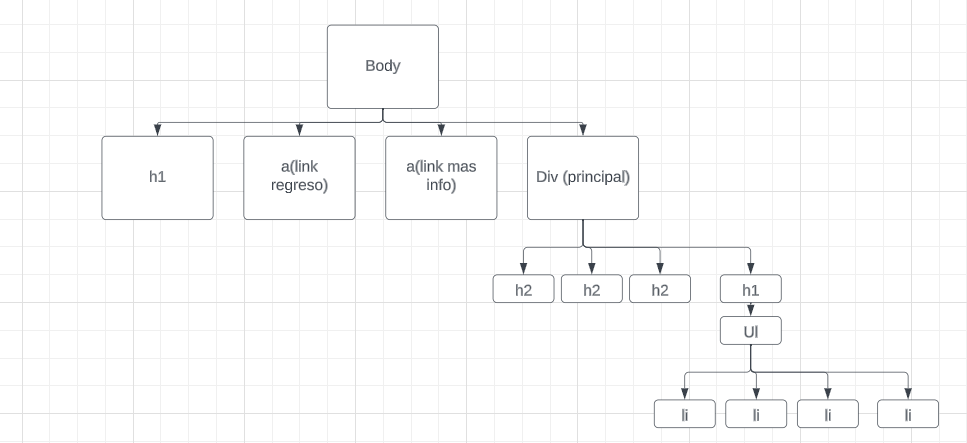 Body
h1
a(link
regreso)
a(link mas
info)
Div (principal)
h2
h2
h2
h1
Ul
li
li
li
li